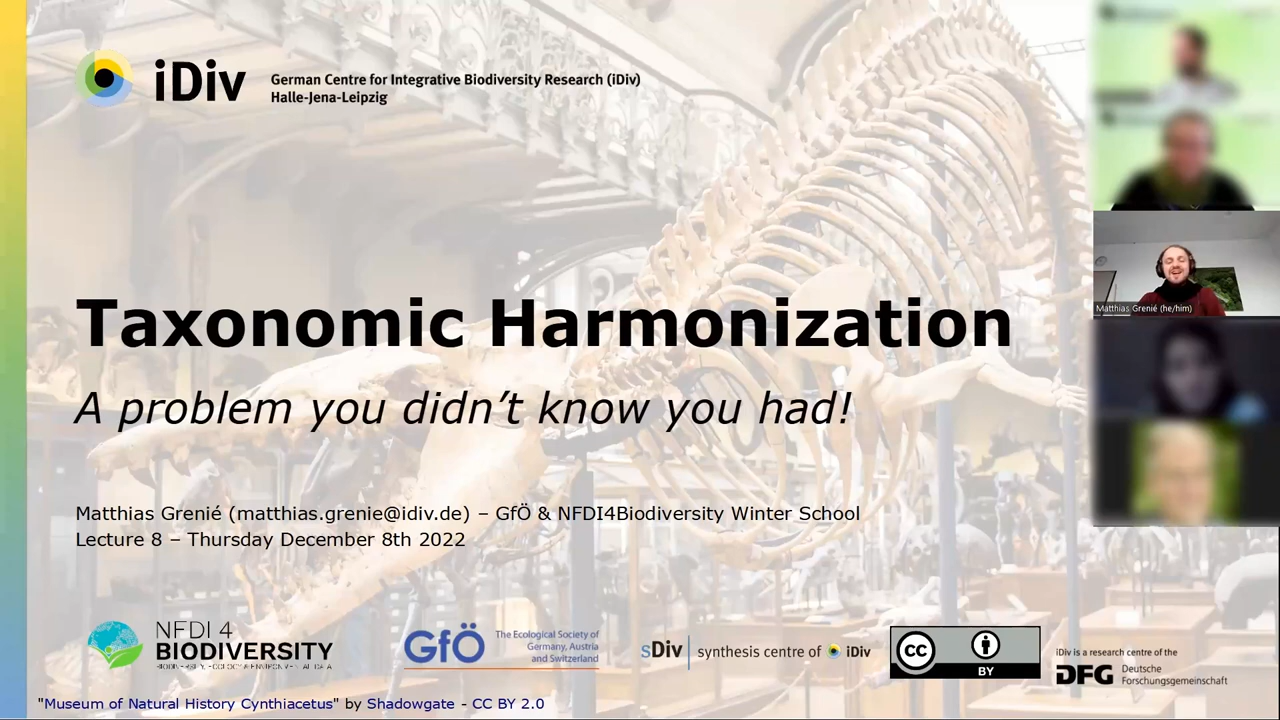 iDiv
German Centre for Integrative Biodiversity Research (iDiv)
Halle-Jena-Leipzig
Taxonomic Harmonization
A problem you didn't know you had!
Matthias Grenié (matthias.grenie@idiv.de) – GfÖ & NFDI4Biodiversity Winter School
Lecture 8 – Thursday December 8th 2022
Matthias Grenié (he/him)
NFDI 4
BIODIVERSITY
BIODIVERSITY, ECOLOGY & ENVIRONMENTAL DATA
GfÖ
The Ecological Society of
Germany, Austria
and Switzerland
sDiv synthesis centre of iDiv
CC
BY
iDiv is a research centre of the
DFG Deutsche
Forschungsgemeinschaft
"Museum of Natural History Cynthiacetus" by Shadowgate - CC BY 2.0